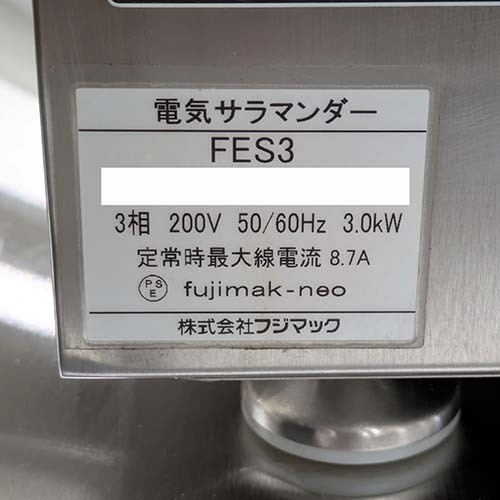 電気サラマンダー
FES3
3相 200V 50/60Hz 3.0kW
定常時最大線電流 8.7A
PSE fujimak-neo
株式会社フジマック